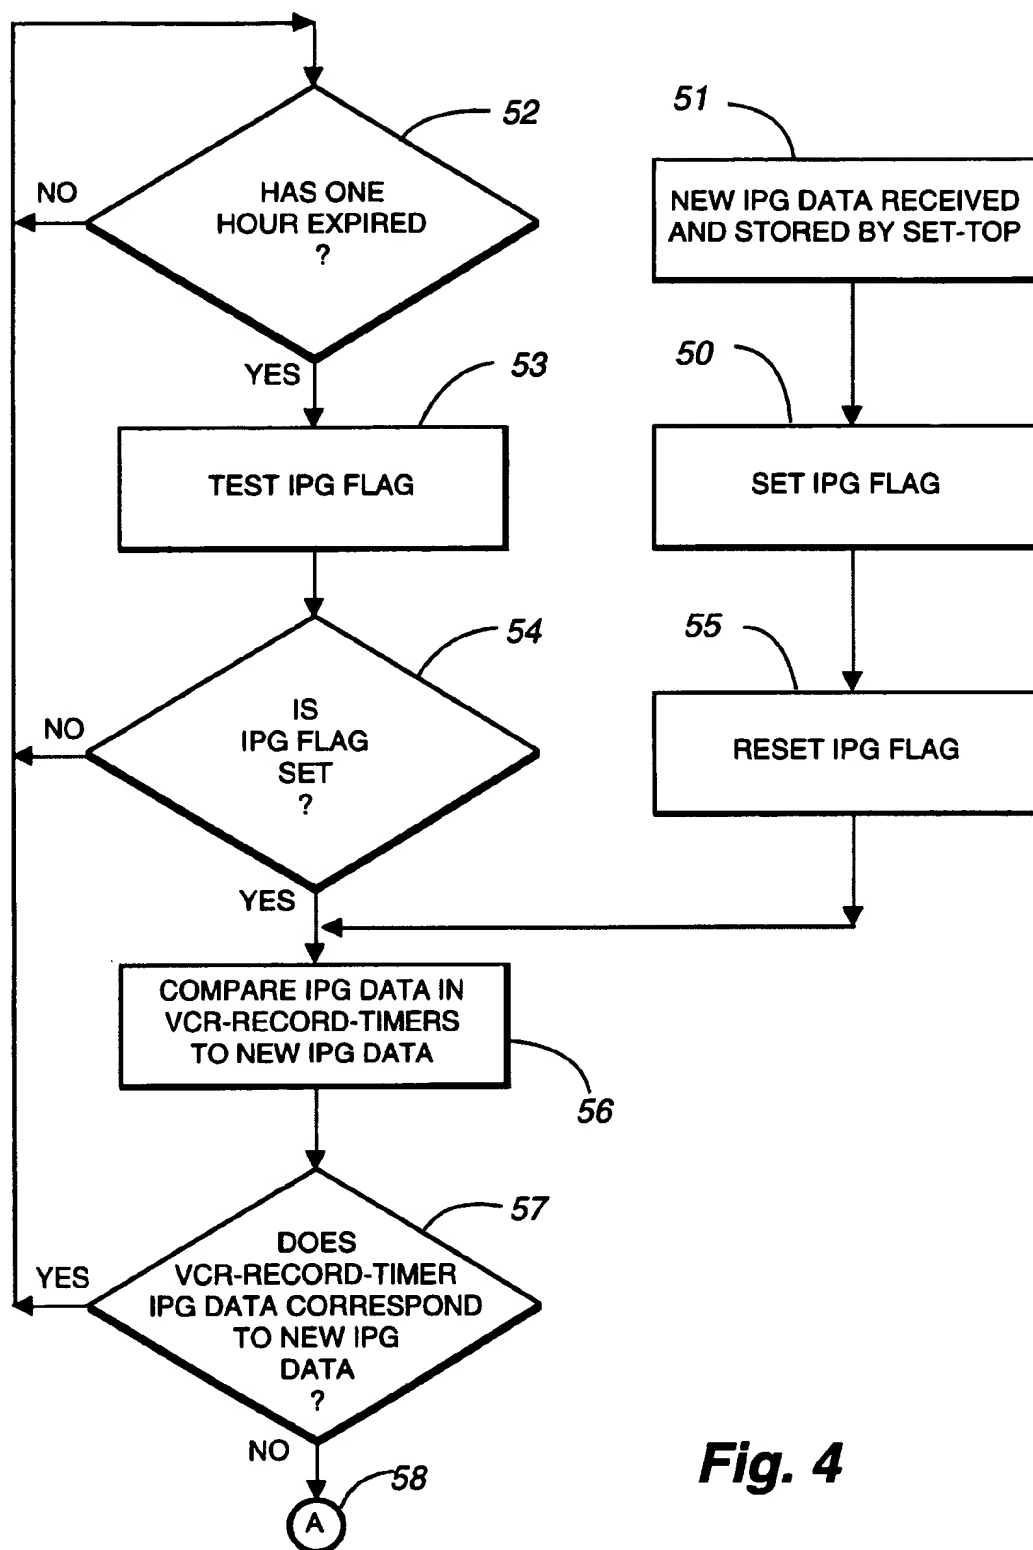 52
HAS ONE
HOUR EXPIRED
?
NO
YES
51
NEW IPG DATA RECEIVED
AND STORED BY SET-TOP
53
TEST IPG FLAG
50
SET IPG FLAG
54
IS
IPG FLAG
SET
?
NO
YES
55
RESET IPG FLAG
COMPARE IPG DATA IN
VCR-RECORD-TIMERS
TO NEW IPG DATA
56
57
DOES
VCR-RECORD-TIMER
IPG DATA CORRESPOND
TO NEW IPG
DATA
?
YES
NO
58
A
Fig. 4